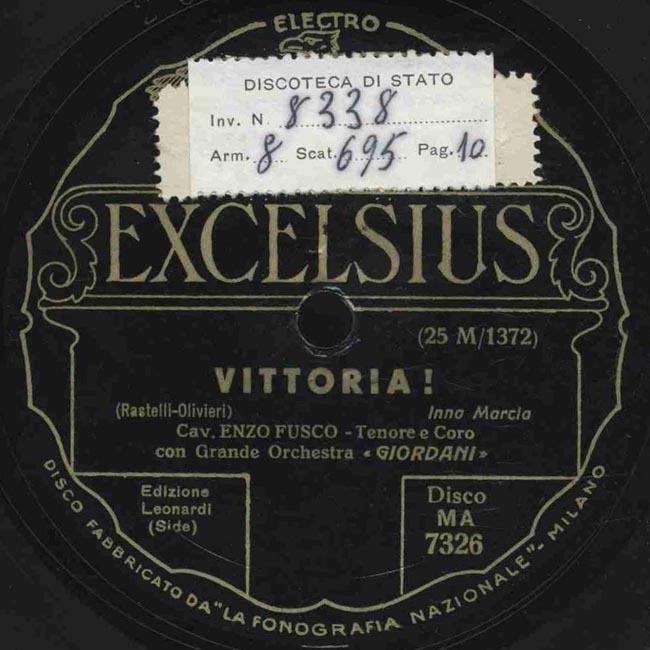 ELECTRO
DISCOTECA DI STATO
Inv. N. 8338
Arm. 8 Scat. 695 Pag. 10
EXCELSIUS
(25 M/1372)
VITTORIA!
(Rastelli-Olivieri) Inno Marcia
Cav. ENZO FUSCO - Tenore e Coro
con Grande Orchestra « GIORDANI »
Edizione
Leonardi
(Side)
Disco
MA
7326
DISCO FABBRICATO DA "LA FONOGRAFIA NAZIONALE" - MILANO